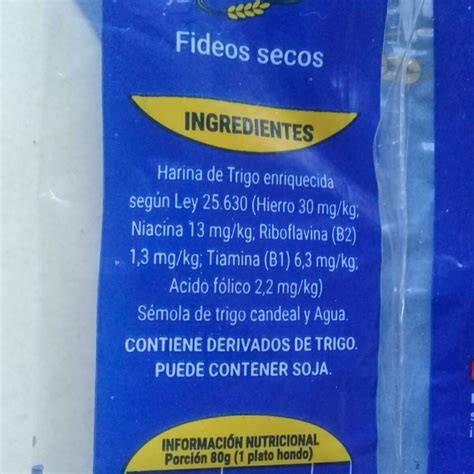 Fideos secos
INGREDIENTES
Harina de Trigo enriquecida
según Ley 25.630 (Hierro 30 mg/kg;
Niacina 13 mg/kg; Riboflavina (B2)
1,3 mg/kg; Tiamina (B1) 6,3 mg/kg;
Acido fólico 2,2 mg/kg)
Sémola de trigo candeal y Agua.
CONTIENE DERIVADOS DE TRIGO.
PUEDE CONTENER SOJA.
INFORMACIÓN NUTRICIONAL
Porción 80g (1 plato hondo)